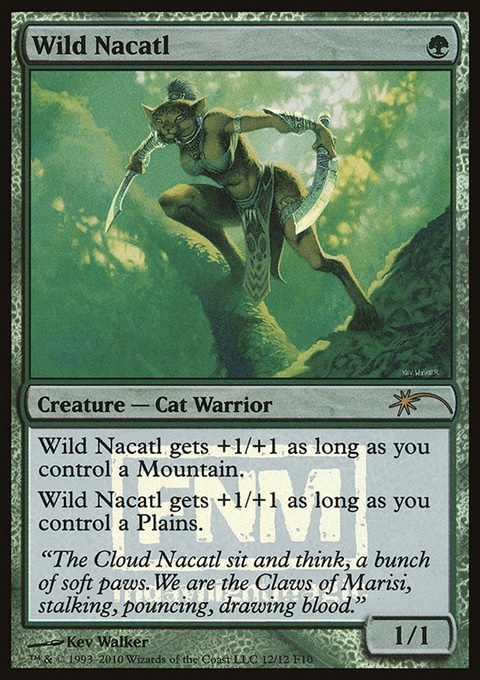 Wild Nacatl
KEV WALKER
Creature — Cat Warrior
Wild Nacatl gets +1/+1 as long as you
control a Mountain.
Wild Nacatl gets +1/+1 as long as you
control a Plains.
FNM
“The Cloud Nacatl sit and think, a bunch
of soft paws. We are the Claws of Marisi,
stalking, pouncing, drawing blood.”
Kev Walker
1/1
™ & © 1993–2010 Wizards of the Coast LLC 12/12 F10